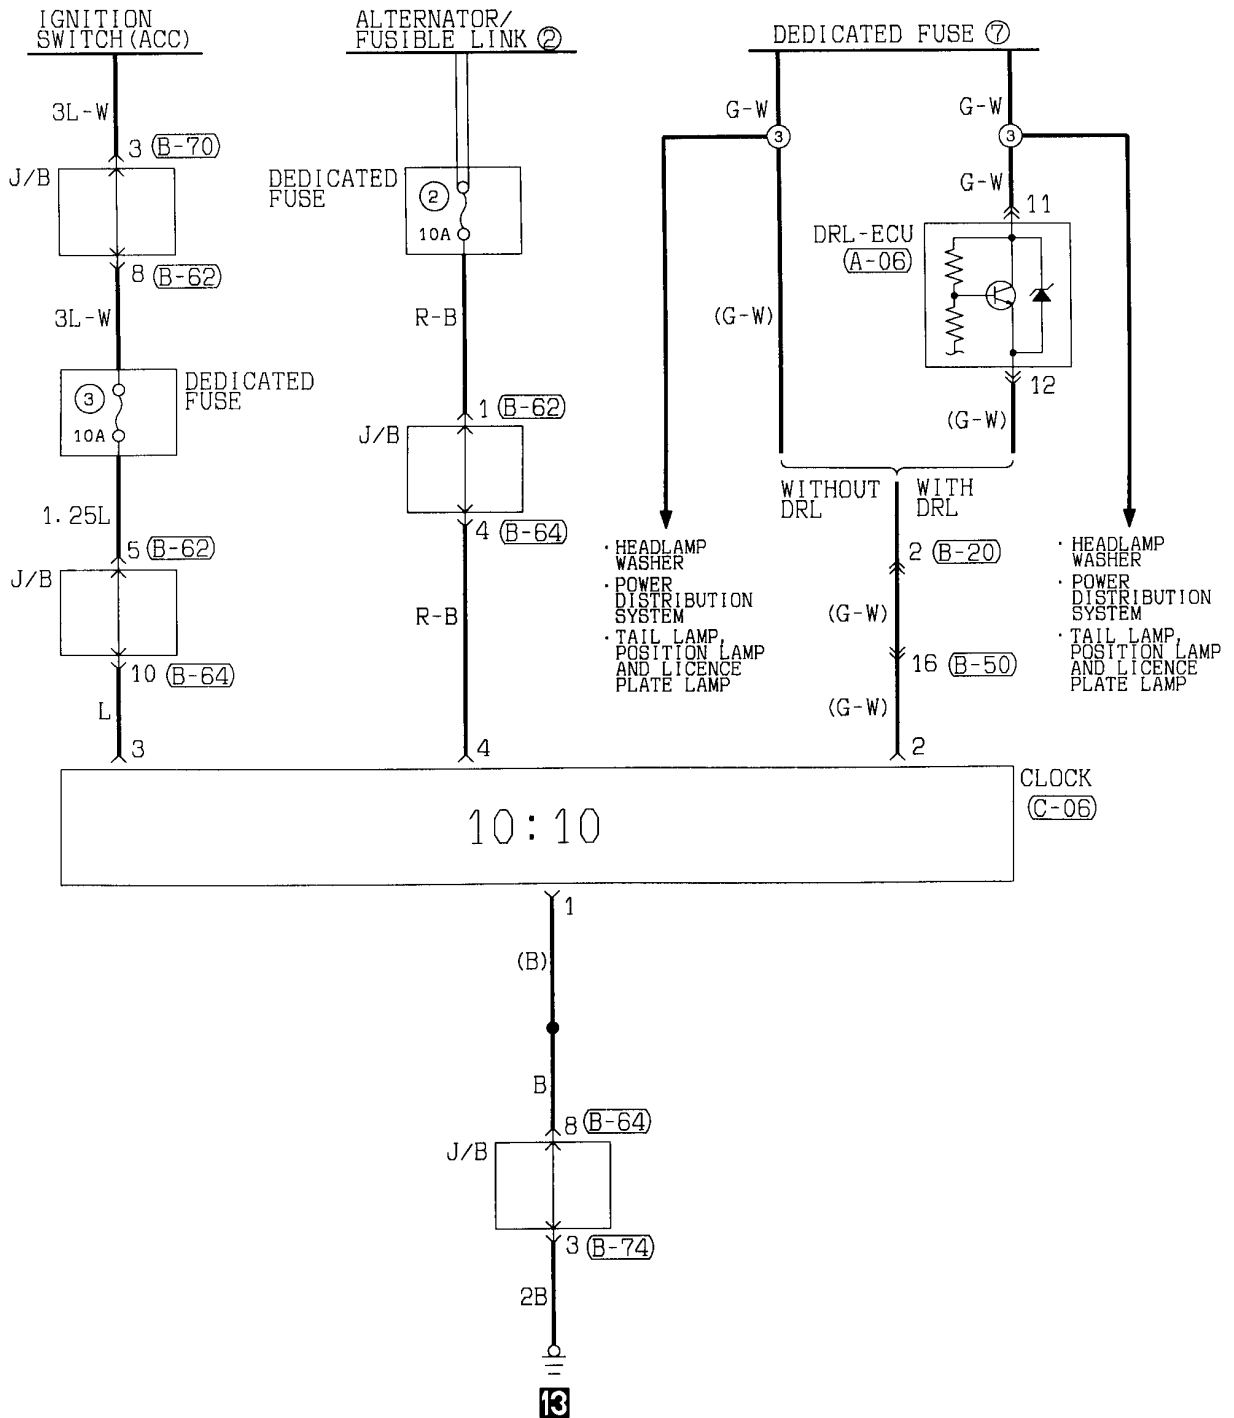 IGNITION
SWITCH(ACC)
3L-W
3 (B-70)
J/B
8 (B-62)
3L-W
3
10A
DEDICATED
FUSE
1.25L
5 (B-62)
J/B
10 (B-64)
L
3
ALTERNATOR/
FUSIBLE LINK ②
DEDICATED
FUSE
2
10A
R-B
1 (B-62)
J/B
4 (B-64)
R-B
4
DEDICATED FUSE ⑦
G-W
3
(G-W)
G-W
3
G-W
11
DRL-ECU
(A-06)
12
(G-W)
WITHOUT
DRL
WITH
DRL
· HEADLAMP
WASHER
· POWER
DISTRIBUTION
SYSTEM
· TAIL LAMP,
POSITION LAMP
AND LICENCE
PLATE LAMP
2 (B-20)
(G-W)
16 (B-50)
(G-W)
2
· HEADLAMP
WASHER
· POWER
DISTRIBUTION
SYSTEM
· TAIL LAMP,
POSITION LAMP
AND LICENCE
PLATE LAMP
10:10
CLOCK
(C-06)
1
(B)
B
8 (B-64)
J/B
3 (B-74)
2B
13